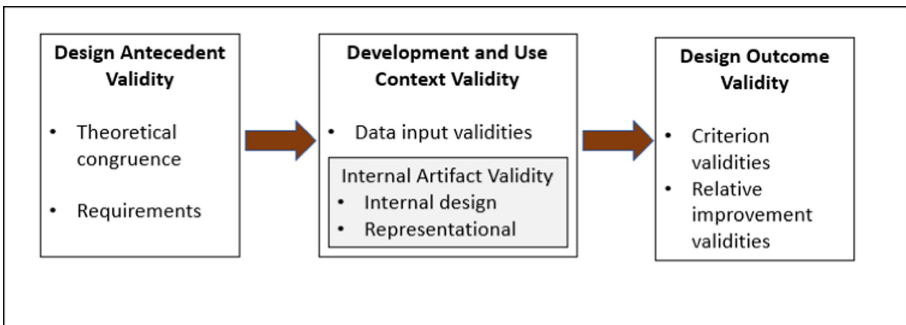 Design Antecedent
Validity
• Theoretical
congruence
• Requirements
Development and Use
Context Validity
• Data input validities
Internal Artifact Validity
• Internal design
• Representational
Design Outcome
Validity
• Criterion
validities
• Relative
improvement
validities